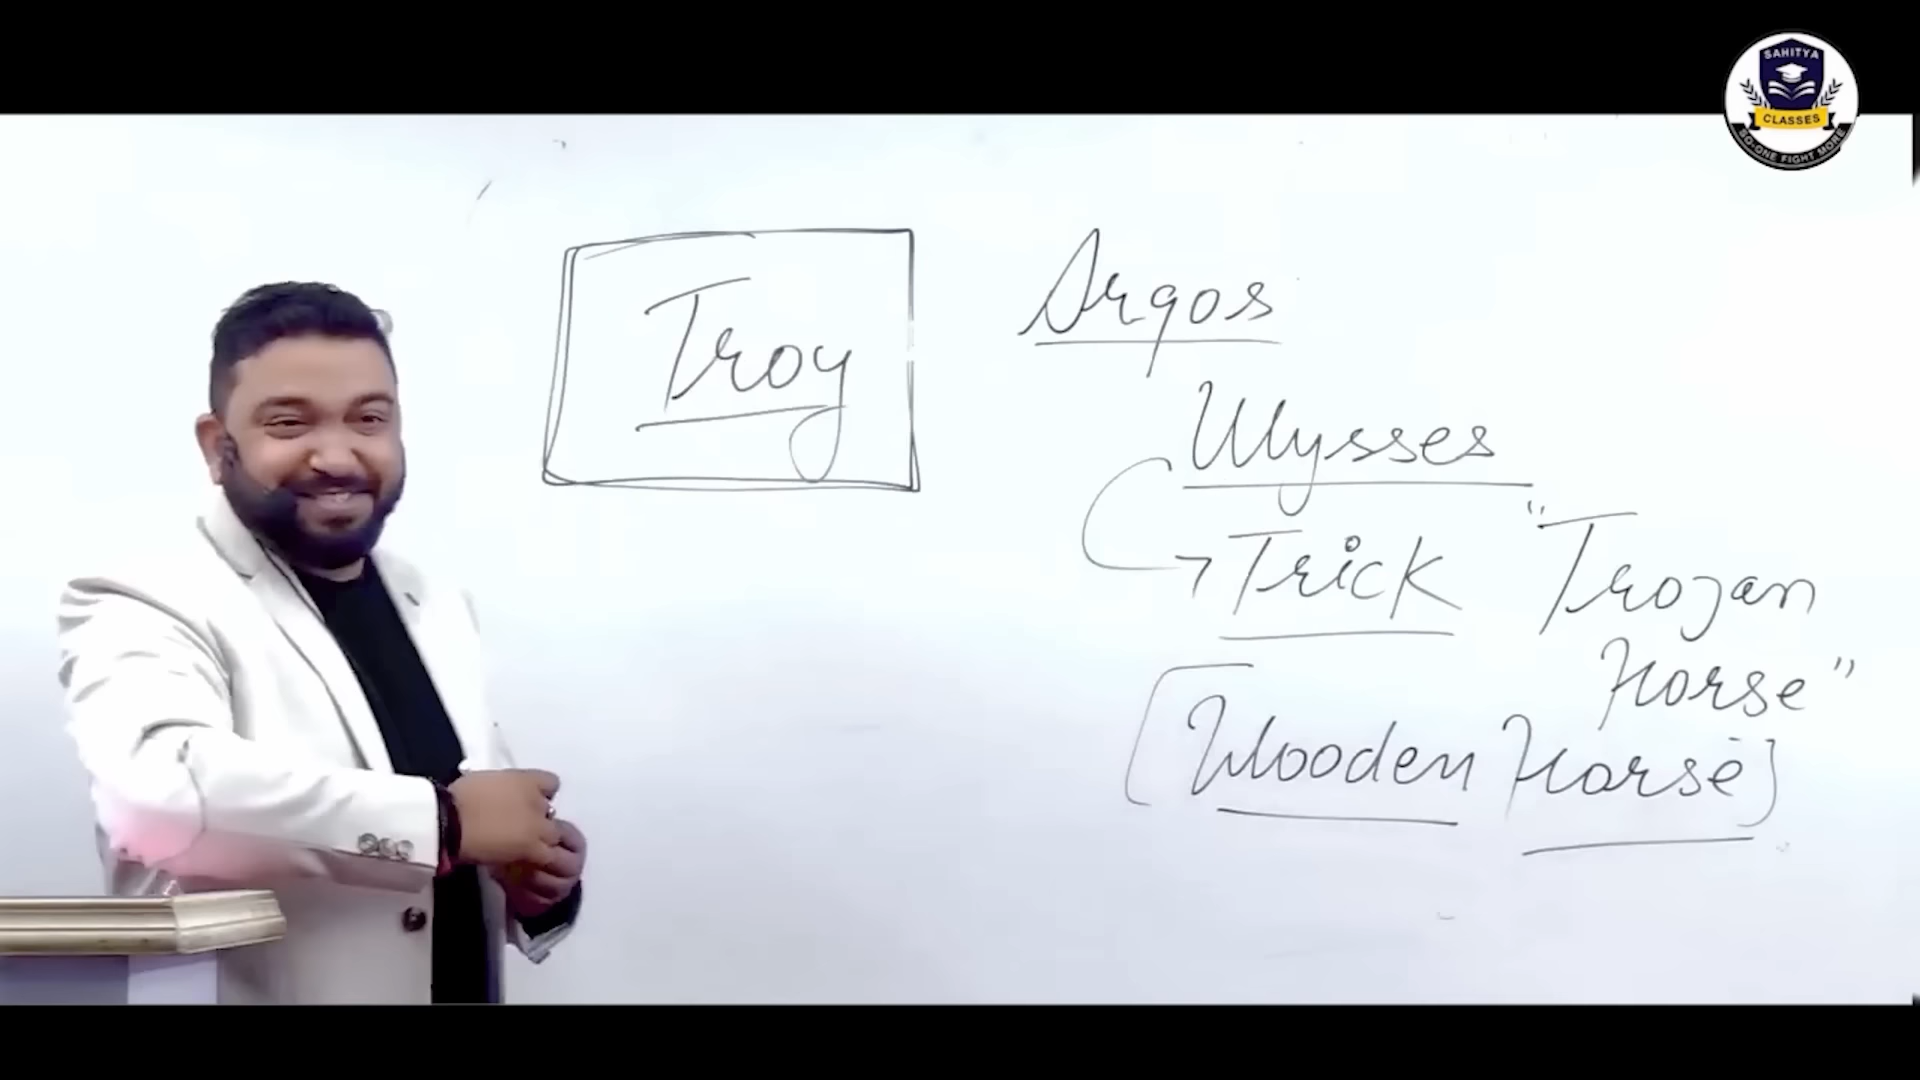 SAHITYA
CLASSES
Troy
Argos
Ulysses
Trick "Trojan
Horse"
[Wooden Horse]